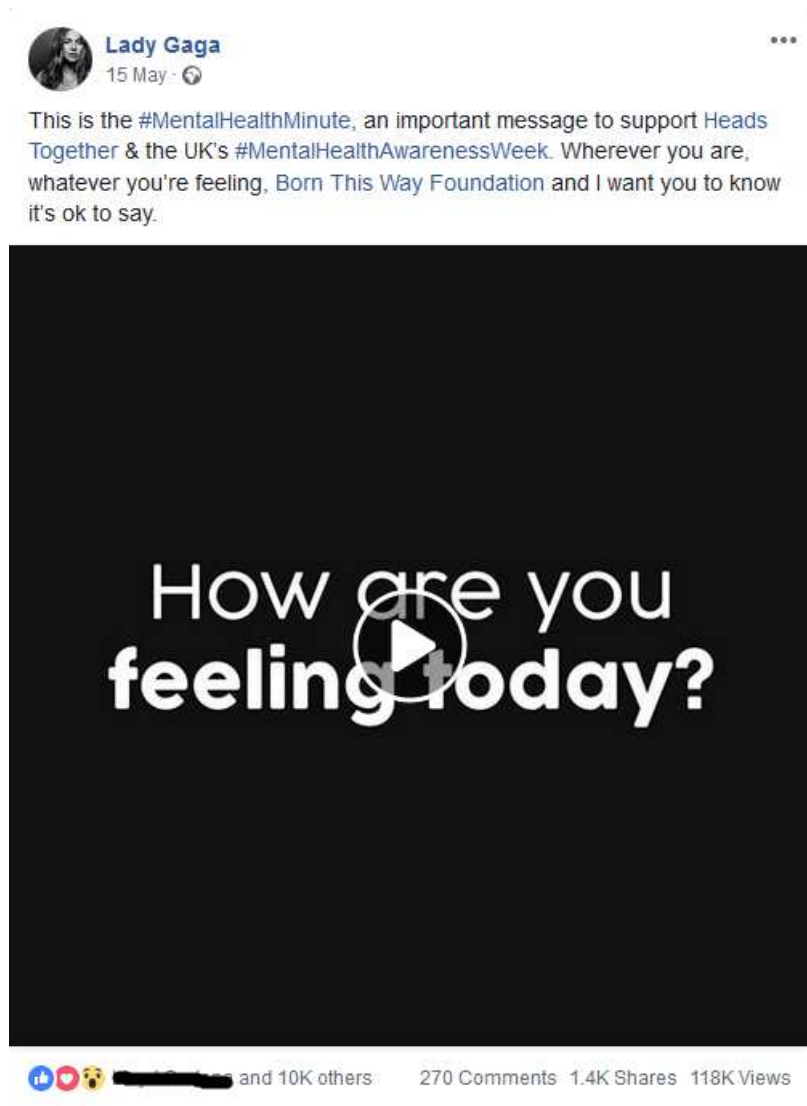 Lady Gaga
15 May ·
This is the #MentalHealthMinute, an important message to support Heads
Together & the UK's #MentalHealthAwarenessWeek. Wherever you are,
whatever you're feeling, Born This Way Foundation and I want you to know
it's ok to say.
How are you
feeling today?
and 10K others 270 Comments 1.4K Shares 118K Views